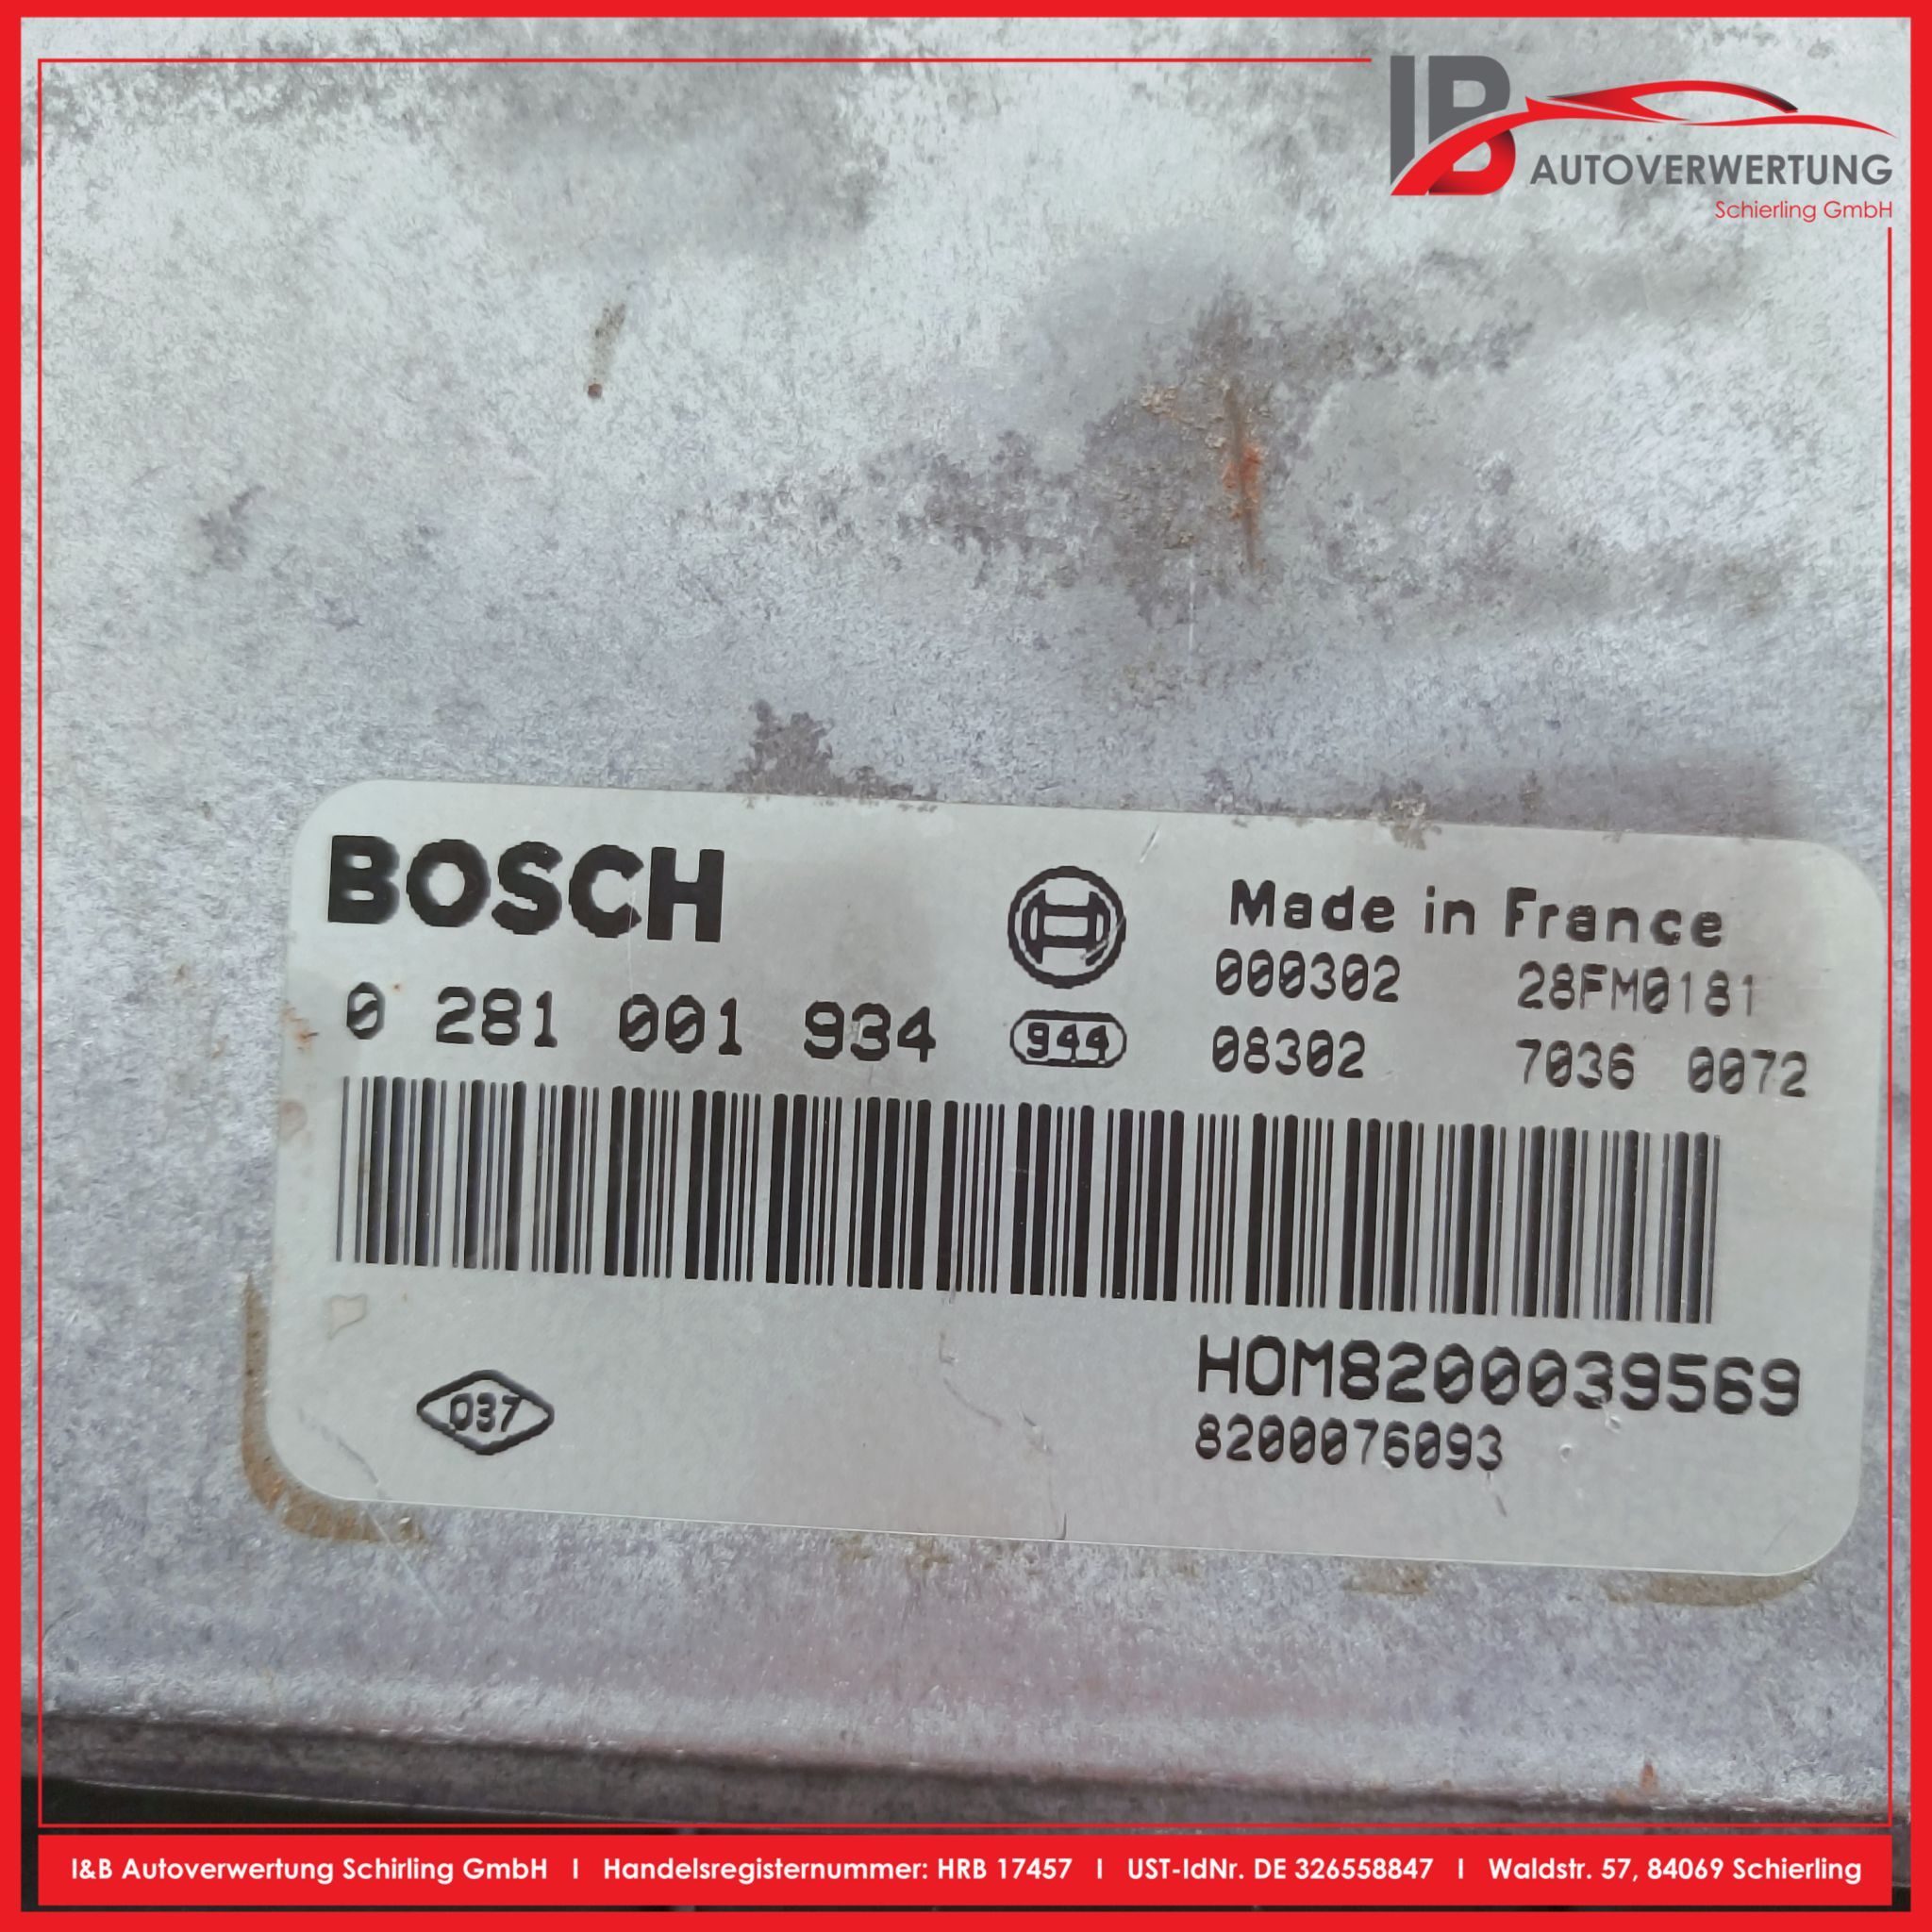 IB AUTOVERWERTUNG
Schierling GmbH
BOSCH
Made in France
000302 28FM0181
0 281 001 934 944 08302 7036 0072
HOM8200039569
037
8200076093
I&B Autoverwertung Schirling GmbH I Handelsregisternummer: HRB 17457 I UST-IdNr. DE 326558847 I Waldstr. 57, 84069 Schierling